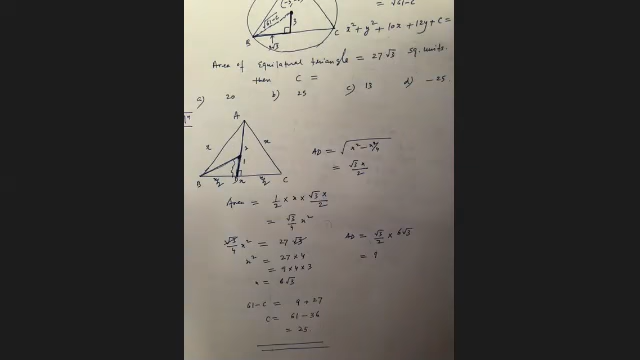 = √61-C
(-3,
√61-C
3
B
3√3
C x² + y² + 10x + 12y + C =
Area of Equilateral triangle = 27√3 sq. units.
then C =
a) 20 b) 25 c) 13 d) -25
A
x x
2
1
B x/2 x x/2 C
AD = √x² - x²/4
= √3 x/2
Area = 1/2 × x × √3 x/2
= √3/4 x²
√3/4 x² = 27√3
x² = 27×4
= 9×4×3
x = 6√3
AD = √3/2 × 6√3
= 9
61-C = 9+27
C = 61-36
= 25